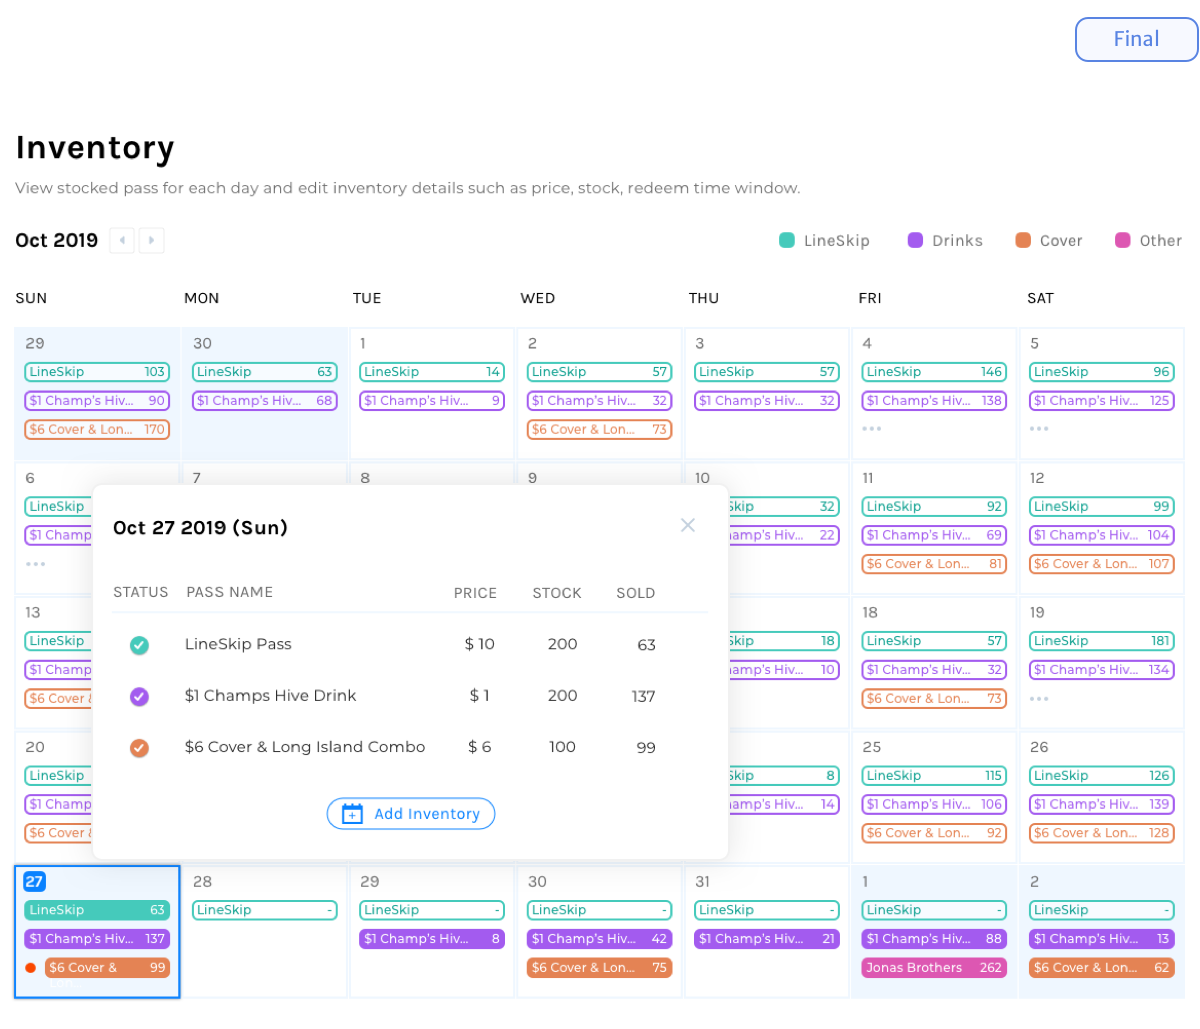 Final
Inventory
View stocked pass for each day and edit inventory details such as price, stock, redeem time window.
Oct 2019 LineSkip Drinks Cover Other
SUN MON TUE WED THU FRI SAT
29 30 1 2 3 4 5
LineSkip 103 LineSkip 63 LineSkip 14 LineSkip 57 LineSkip 57 LineSkip 146 LineSkip 96
$1 Champ's Hiv... 90 $1 Champ's Hiv... 68 $1 Champ's Hiv... 9 $1 Champ's Hiv... 32 $1 Champ's Hiv... 32 $1 Champ's Hiv... 138 $1 Champ's Hiv... 125
$6 Cover & Lon... 170 $6 Cover & Lon... 73 ... ...
6 7 8 9 10 11 12
LineSkip Skip 32 LineSkip 92 LineSkip 99
$1 Champ amp's Hiv... 22 $1 Champ's Hiv... 69 $1 Champ's Hiv... 104
... $6 Cover & Lon... 81 $6 Cover & Lon... 107
13 18 19
LineSkip Skip 18 LineSkip 57 LineSkip 181
$1 Champ amp's Hiv... 10 $1 Champ's Hiv... 32 $1 Champ's Hiv... 134
$6 Cover & $6 Cover & Lon... 73 ...
20 25 26
LineSkip Skip 8 LineSkip 115 LineSkip 126
$1 Champ amp's Hiv... 14 $1 Champ's Hiv... 106 $1 Champ's Hiv... 139
$6 Cover & $6 Cover & Lon... 92 $6 Cover & Lon... 128
Oct 27 2019 (Sun)
STATUS PASS NAME PRICE STOCK SOLD
LineSkip Pass $ 10 200 63
$1 Champs Hive Drink $ 1 200 137
$6 Cover & Long Island Combo $ 6 100 99
Add Inventory
27 28 29 30 31 1 2
LineSkip 63 LineSkip - LineSkip - LineSkip - LineSkip - LineSkip - LineSkip -
$1 Champ's Hiv... 137 $1 Champ's Hiv... 8 $1 Champ's Hiv... 42 $1 Champ's Hiv... 21 $1 Champ's Hiv... 88 $1 Champ's Hiv... 13
$6 Cover & 99 $6 Cover & Lon... 75 Jonas Brothers 262 $6 Cover & Lon... 62